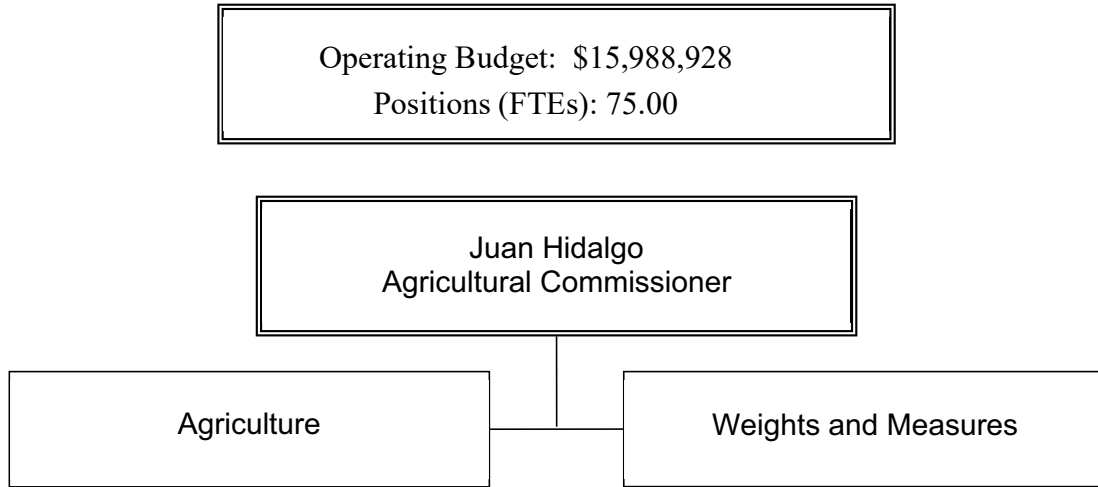 Operating Budget: $15,988,928
Positions (FTEs): 75.00
Juan Hidalgo
Agricultural Commissioner
Agriculture
Weights and Measures